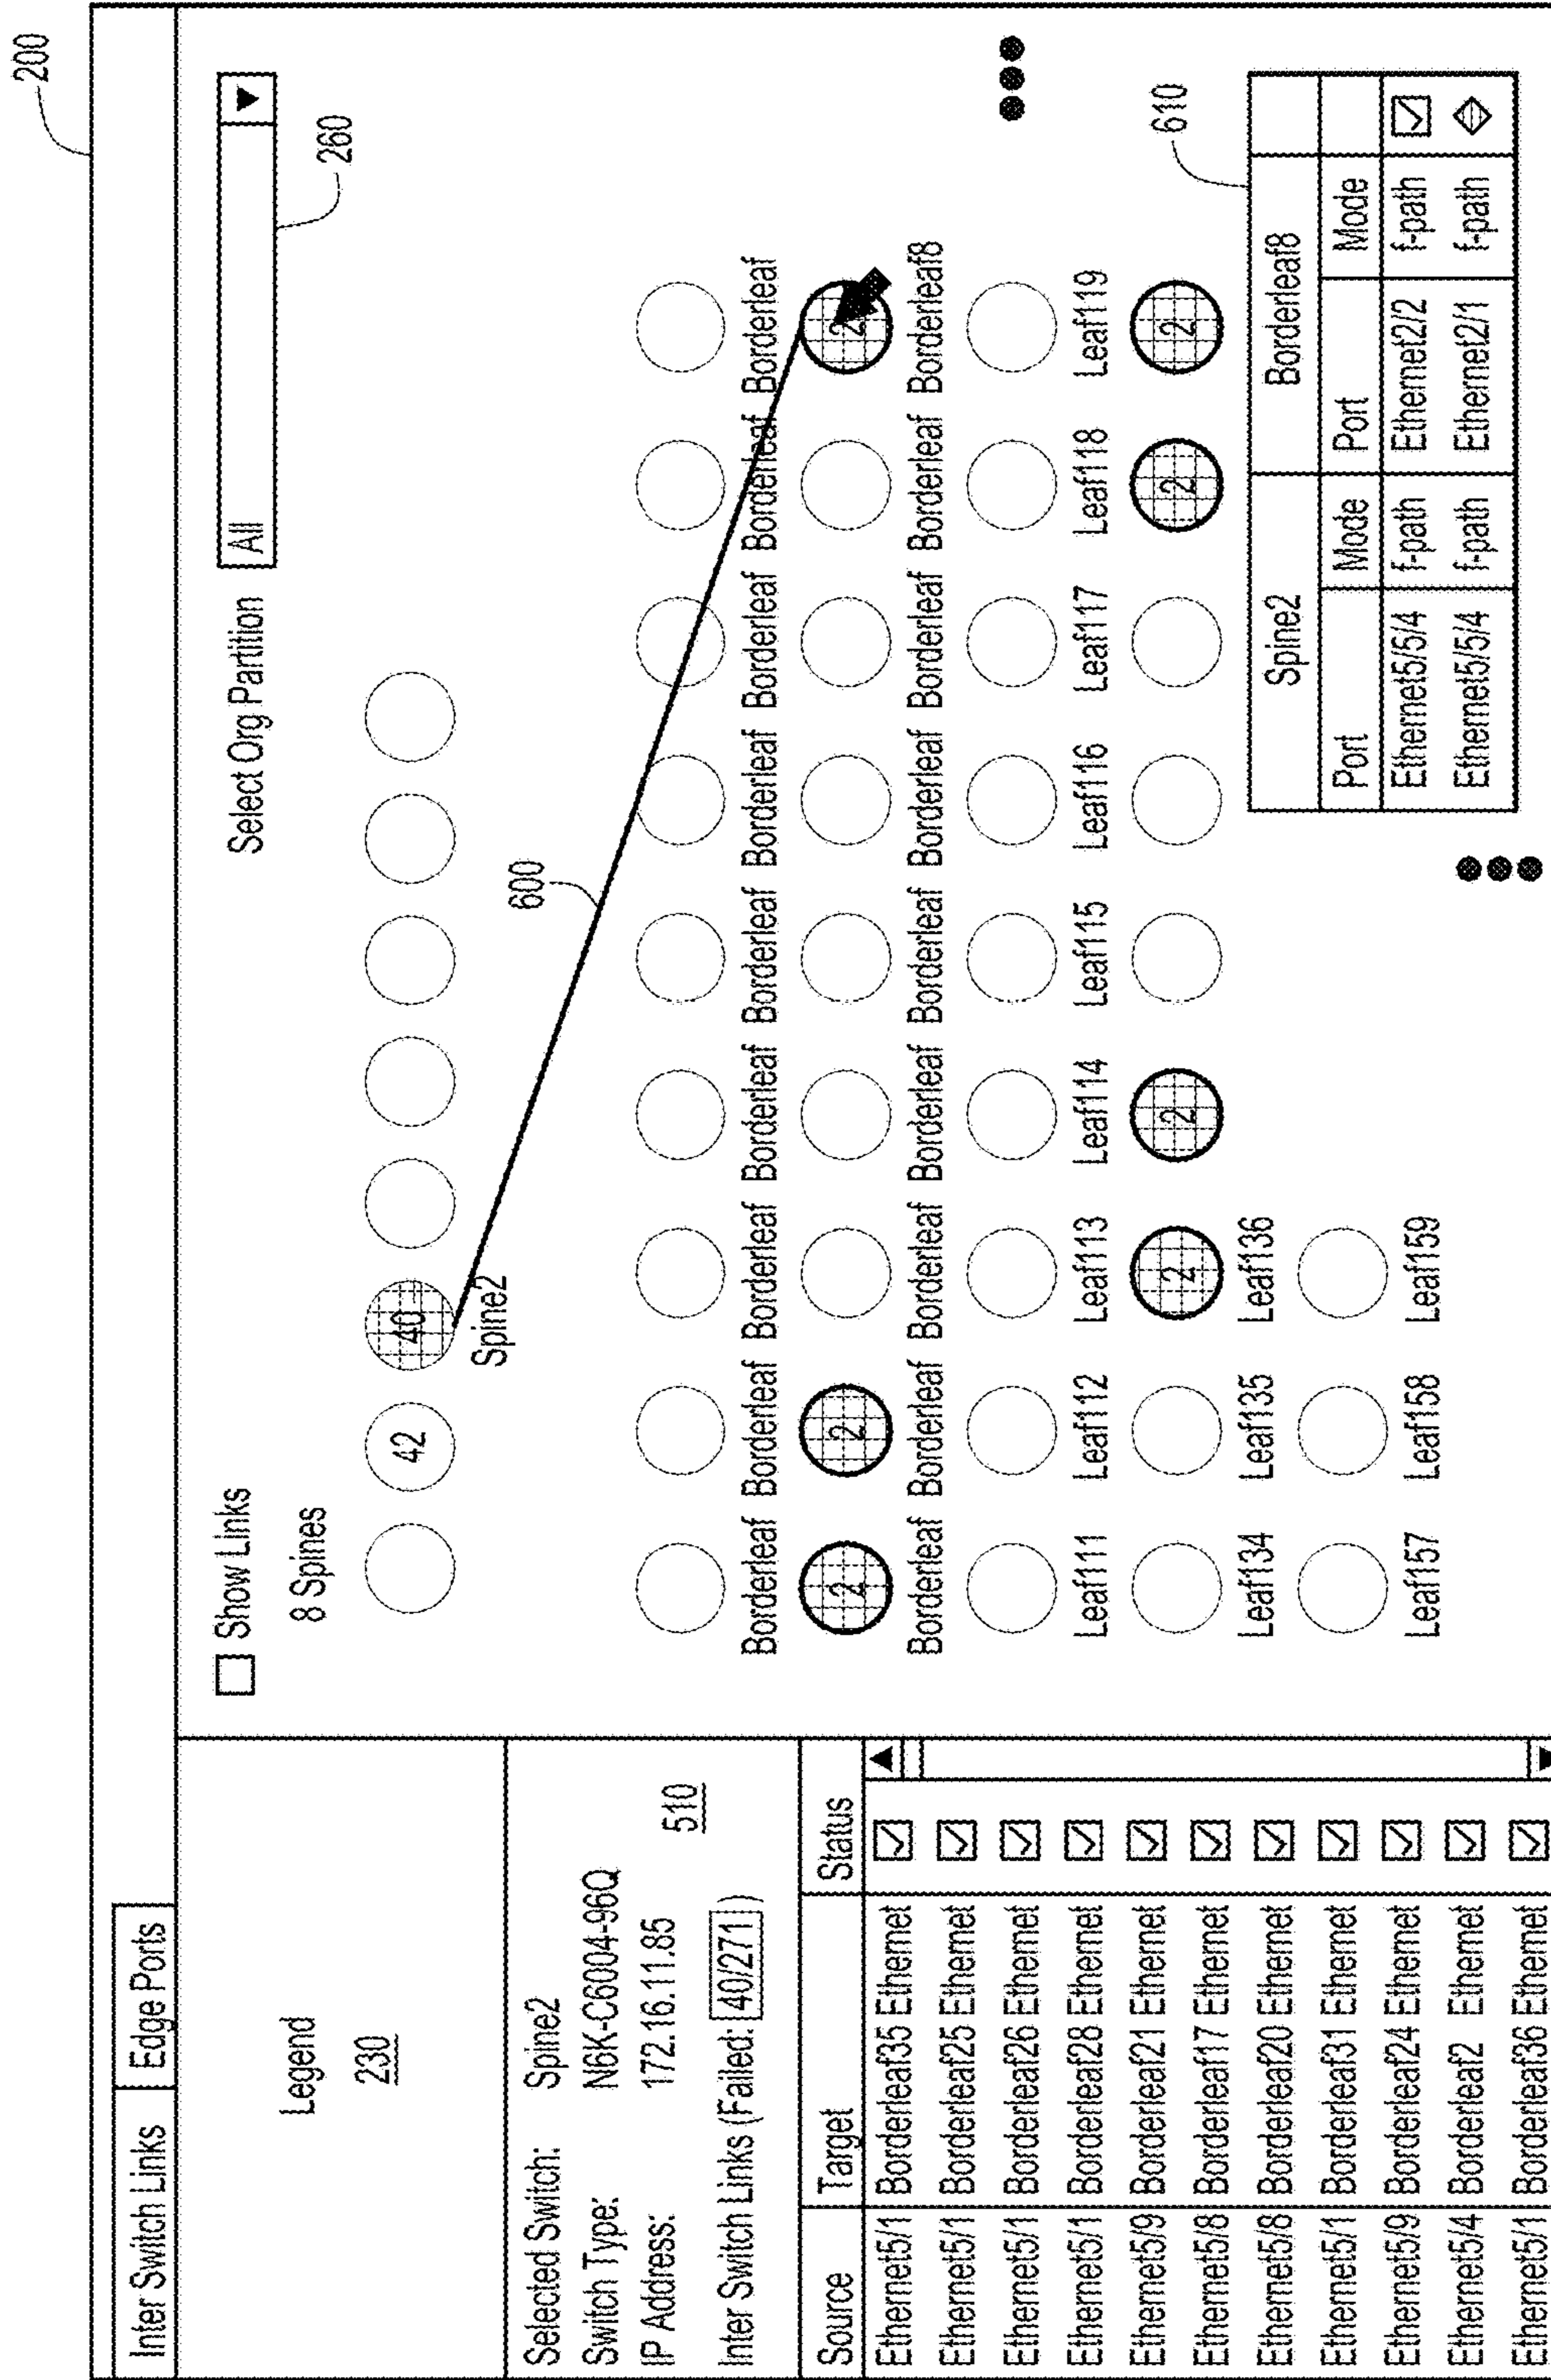 200
Inter Switch Links Edge Ports
Legend
230
Selected Switch: Spine2
Switch Type: N6K-C6004-96Q
IP Address: 172.16.11.85
510
Inter Switch Links (Failed: 40/271)
Source Target Status
Ethernet5/1 Borderleaf35 Ethernet
Ethernet5/1 Borderleaf25 Ethernet
Ethernet5/1 Borderleaf26 Ethernet
Ethernet5/1 Borderleaf28 Ethernet
Ethernet5/9 Borderleaf21 Ethernet
Ethernet5/8 Borderleaf17 Ethernet
Ethernet5/8 Borderleaf20 Ethernet
Ethernet5/1 Borderleaf31 Ethernet
Ethernet5/9 Borderleaf24 Ethernet
Ethernet5/4 Borderleaf2 Ethernet
Ethernet5/1 Borderleaf36 Ethernet
Show Links Select Org Partition All
260
8 Spines
42 40
Spine2
600
Borderleaf Borderleaf Borderleaf Borderleaf Borderleaf Borderleaf Borderleaf Borderleaf Borderleaf
2 2 2
Borderleaf Borderleaf Borderleaf Borderleaf Borderleaf Borderleaf Borderleaf Borderleaf Borderleaf8
Leaf111 Leaf112 Leaf113 Leaf114 Leaf115 Leaf116 Leaf117 Leaf118 Leaf119
2 2 2 2
Leaf134 Leaf135 Leaf136
Leaf157 Leaf158 Leaf159
610
Spine2 Borderleaf8
Port Mode Port Mode
Ethernet5/5/4 f-path Ethernet2/2 f-path
Ethernet5/5/4 f-path Ethernet2/1 f-path